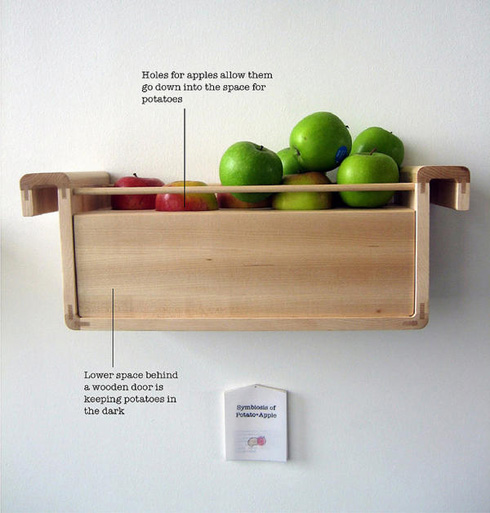 Holes for apples allow them
go down into the space for
potatoes
Lower space behind
a wooden door is
keeping potatoes in
the dark
Symbiosis of
Potato+Apple